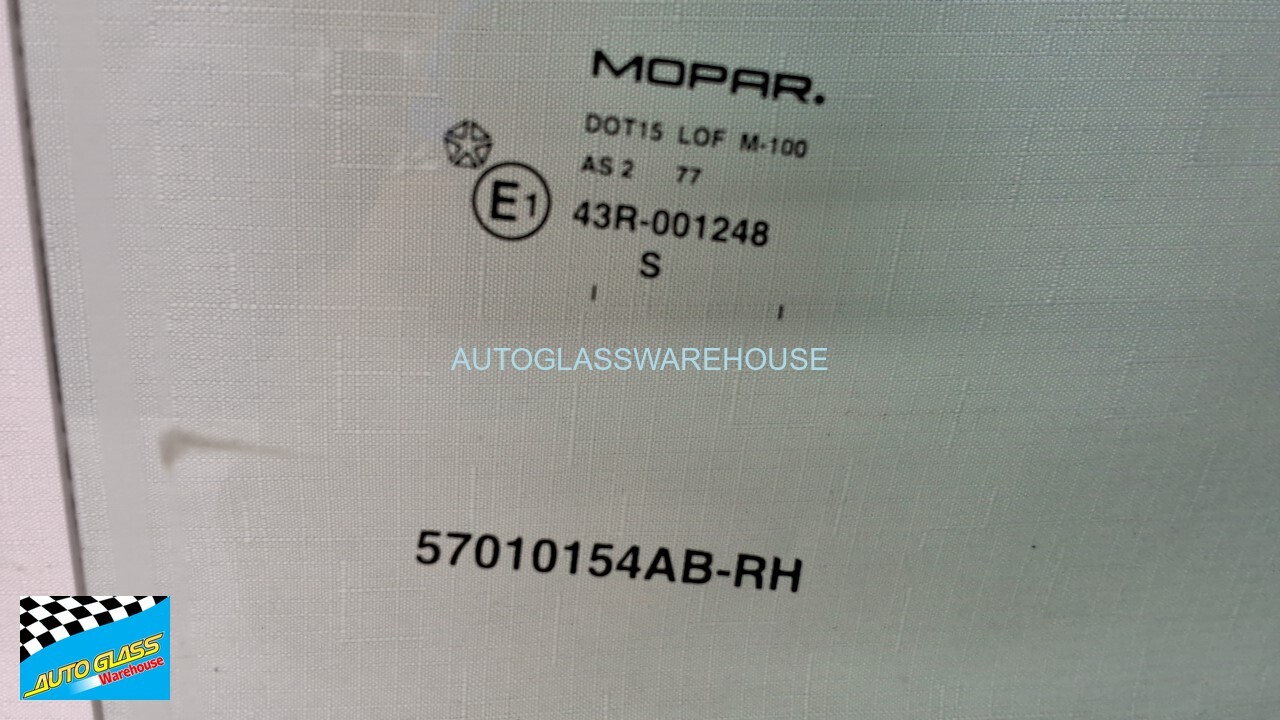 MOPAR.
DOT15 LOF M-100
AS 2 77
E1 43R-001248
S
AUTOGLASSWAREHOUSE
57010154AB-RH
AUTO GLASS
Warehouse